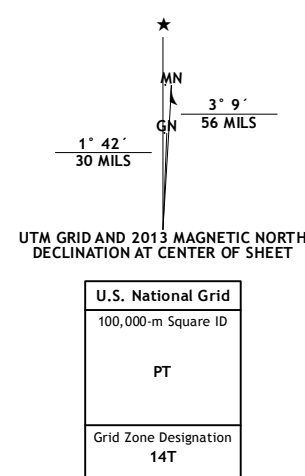 ★
MN
3° 9´
56 MILS
GN
1° 42´
30 MILS
UTM GRID AND 2013 MAGNETIC NORTH
DECLINATION AT CENTER OF SHEET
U.S. National Grid
100,000-m Square ID
PT
Grid Zone Designation
14T